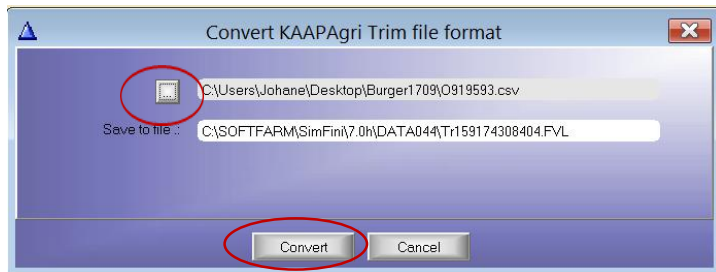 Convert KAAPAgri Trim file format
... C:\Users\Johane\Desktop\Burger1709\O919593.csv
Save to file .: C:\SOFTFARM\SimFini\7.0h\DATA044\Tr159174308404.FVL
Convert Cancel